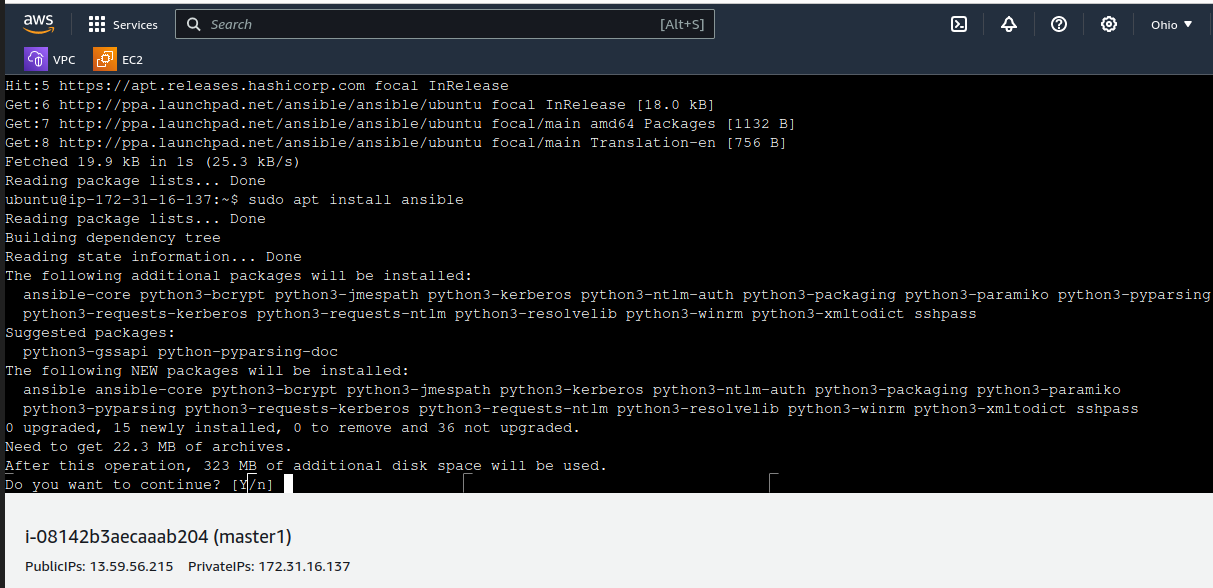 aws
Services
Search
[Alt+S]
Ohio
VPC
EC2
Hit:5 https://apt.releases.hashicorp.com focal InRelease
Get:6 http://ppa.launchpad.net/ansible/ansible/ubuntu focal InRelease [18.0 kB]
Get:7 http://ppa.launchpad.net/ansible/ansible/ubuntu focal/main amd64 Packages [1132 B]
Get:8 http://ppa.launchpad.net/ansible/ansible/ubuntu focal/main Translation-en [756 B]
Fetched 19.9 kB in 1s (25.3 kB/s)
Reading package lists... Done
ubuntu@ip-172-31-16-137:~$ sudo apt install ansible
Reading package lists... Done
Building dependency tree
Reading state information... Done
The following additional packages will be installed:
  ansible-core python3-bcrypt python3-jmespath python3-kerberos python3-ntlm-auth python3-packaging python3-paramiko python3-pyparsing
  python3-requests-kerberos python3-requests-ntlm python3-resolvelib python3-winrm python3-xmltodict sshpass
Suggested packages:
  python3-gssapi python-pyparsing-doc
The following NEW packages will be installed:
  ansible ansible-core python3-bcrypt python3-jmespath python3-kerberos python3-ntlm-auth python3-packaging python3-paramiko
  python3-pyparsing python3-requests-kerberos python3-requests-ntlm python3-resolvelib python3-winrm python3-xmltodict sshpass
0 upgraded, 15 newly installed, 0 to remove and 36 not upgraded.
Need to get 22.3 MB of archives.
After this operation, 323 MB of additional disk space will be used.
Do you want to continue? [Y/n]
i-08142b3aecaaab204 (master1)
PublicIPs: 13.59.56.215 PrivateIPs: 172.31.16.137